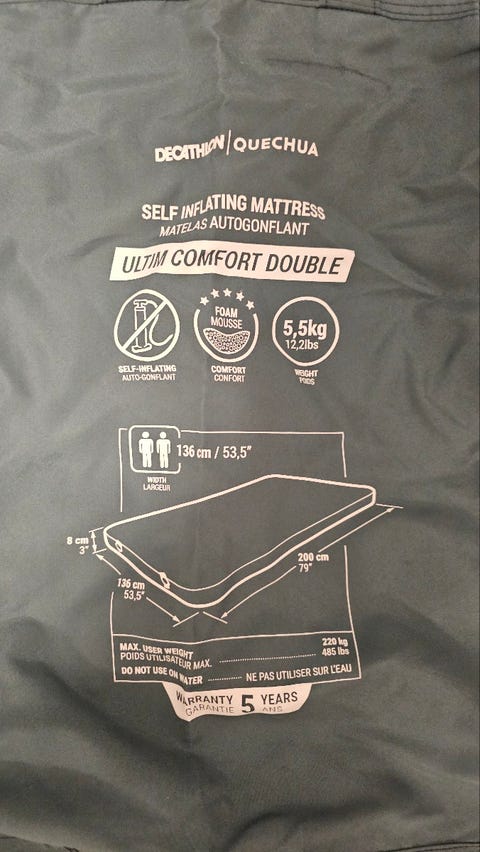 DECATHLON | QUECHUA
SELF INFLATING MATTRESS
MATELAS AUTOGONFLANT
ULTIM COMFORT DOUBLE
SELF-INFLATING
AUTO-GONFLANT
FOAM
MOUSSE
COMFORT
CONFORT
5,5kg
12,2lbs
WEIGHT
POIDS
136 cm / 53,5"
WIDTH
LARGEUR
8 cm
3"
136 cm
53,5"
200 cm
79"
MAX. USER WEIGHT 220 kg
POIDS UTILISATEUR MAX. 485 lbs
DO NOT USE ON WATER NE PAS UTILISER SUR L'EAU
WARRANTY 5 YEARS
GARANTIE ANS